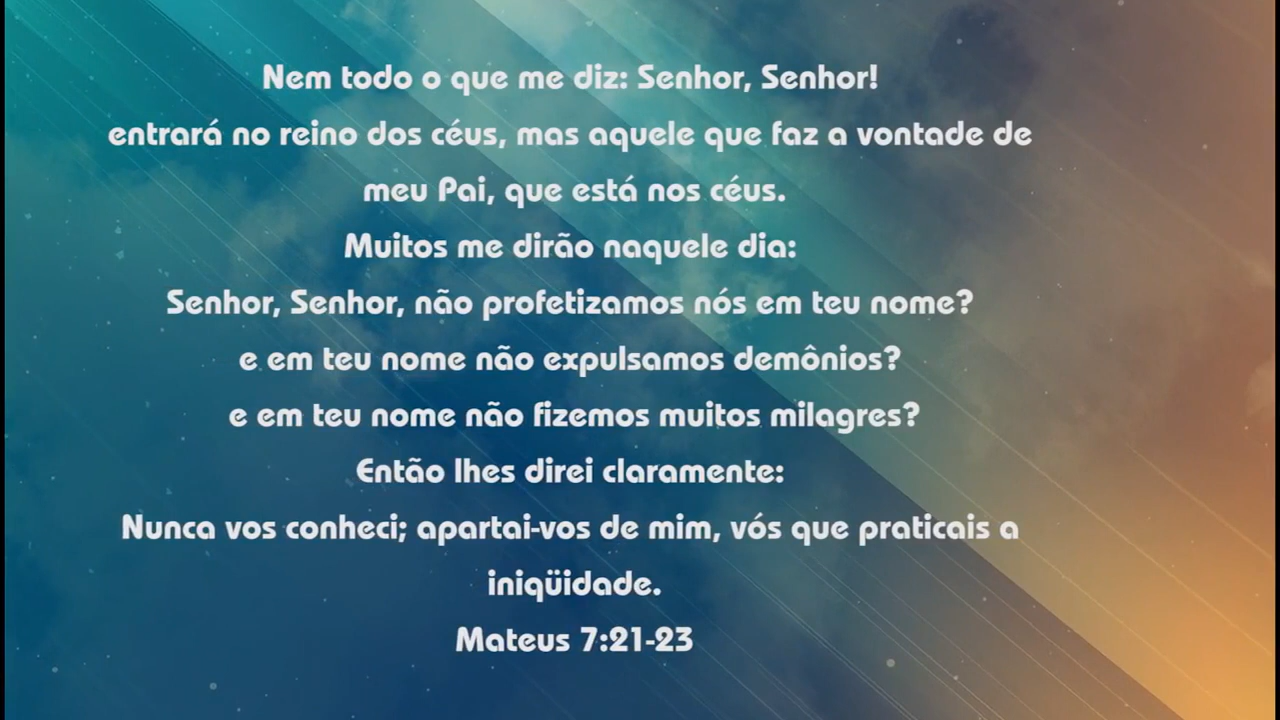 Nem todo o que me diz: Senhor, Senhor!
entrará no reino dos céus, mas aquele que faz a vontade de
meu Pai, que está nos céus.
Muitos me dirão naquele dia:
Senhor, Senhor, não profetizamos nós em teu nome?
e em teu nome não expulsamos demônios?
e em teu nome não fizemos muitos milagres?
Então lhes direi claramente:
Nunca vos conheci; apartai-vos de mim, vós que praticais a
iniqüidade.
Mateus 7:21-23